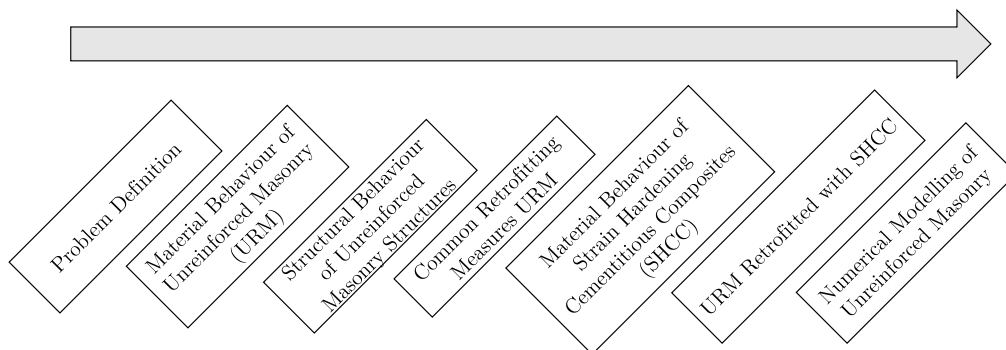 Problem Definition
Material Behaviour of
Unreinforced Masonry
(URM)
Structural Behaviour
of Unreinforced
Masonry Structures
Common Retrofitting
Measures URM
Material Behaviour of
Strain Hardening
Cementitious Composites
(SHCC)
URM Retrofitted with SHCC
Numerical Modelling of
Unreinforced Masonry